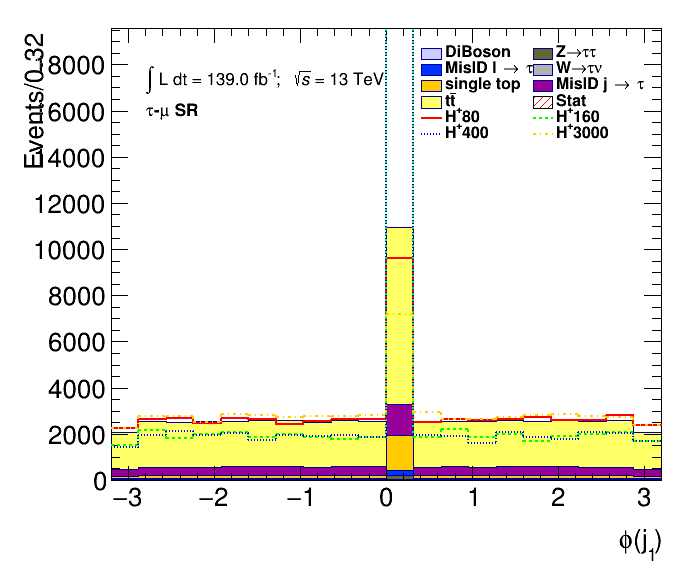 Events/0.32
18000
16000
14000
12000
10000
8000
6000
4000
2000
0
∫ L dt = 139.0 fb⁻¹; √s = 13 TeV
τ-μ SR
DiBoson Z→ττ
MisID l → τ W→τν
single top MisID j → τ
tt̄ Stat
H⁺80 H⁺160
H⁺400 H⁺3000
−3 −2 −1 0 1 2 3
φ(j₁)